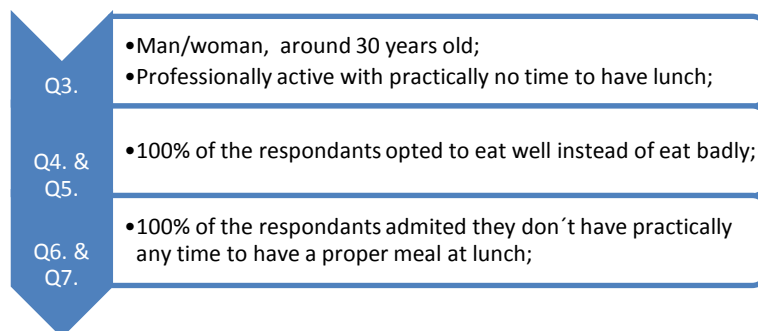 Q3.
•Man/woman,  around 30 years old;
•Professionally active with practically no time to have lunch;
Q4. &
Q5.
•100% of the respondents opted to eat well instead of eat badly;
Q6. &
Q7.
•100% of the respondents admited they don´t have practically
any time to have a proper meal at lunch;